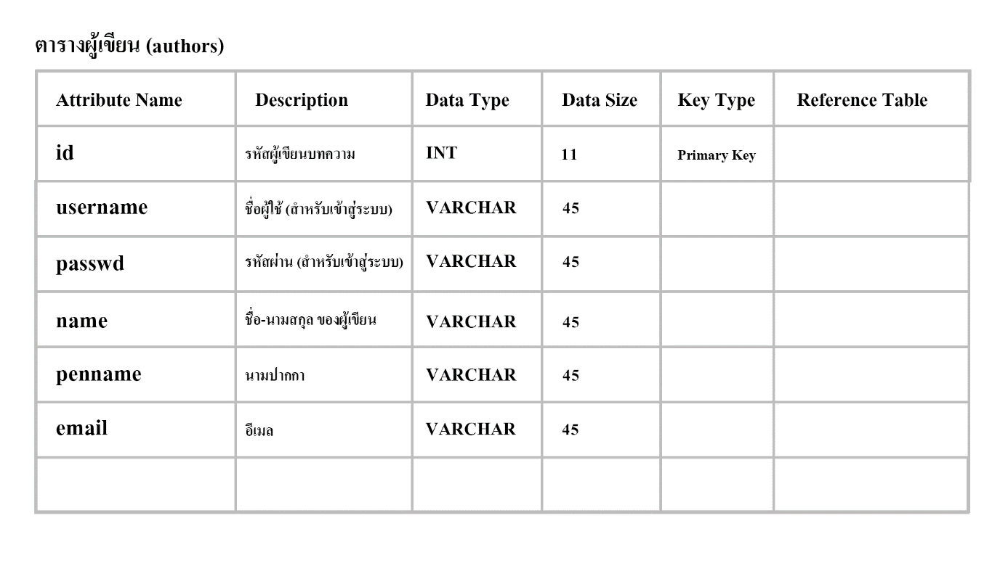 ตารางผู้เขียน (authors)
Attribute Name Description Data Type Data Size Key Type Reference Table
id รหัสผู้เขียนบทความ INT 11 Primary Key
username ชื่อผู้ใช้ (สำหรับเข้าสู่ระบบ) VARCHAR 45
passwd รหัสผ่าน (สำหรับเข้าสู่ระบบ) VARCHAR 45
name ชื่อ-นามสกุล ของผู้เขียน VARCHAR 45
penname นามปากกา VARCHAR 45
email อีเมล VARCHAR 45